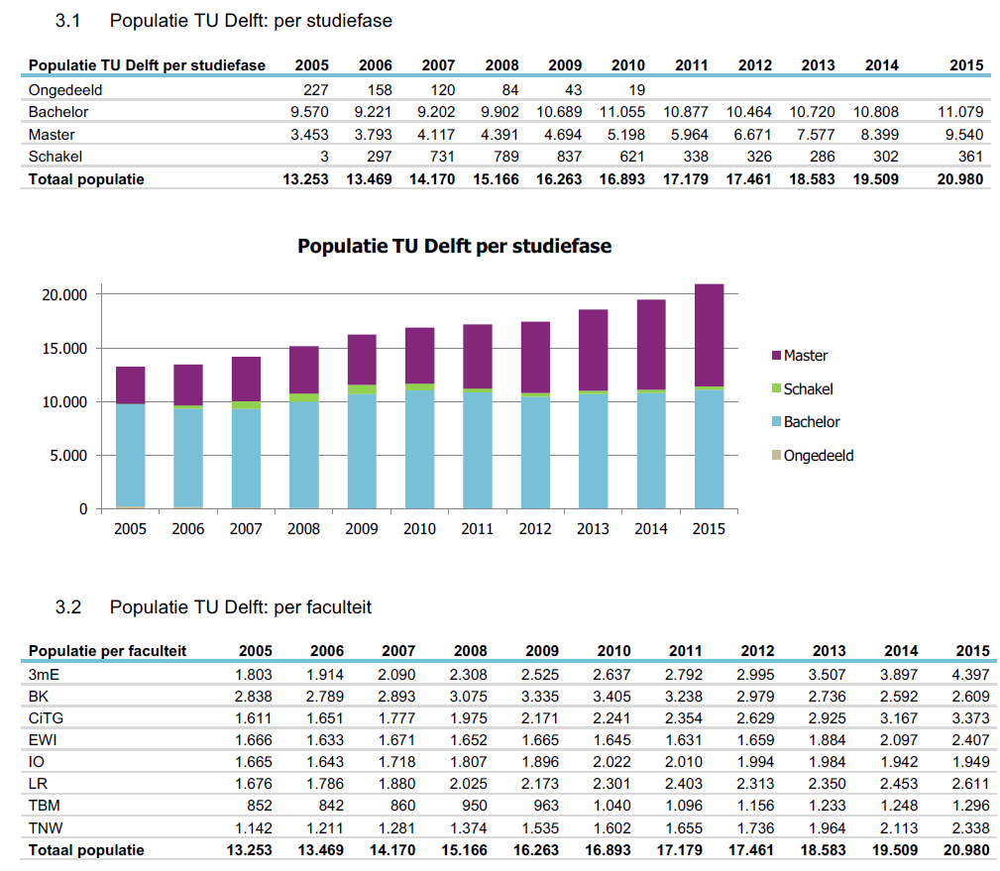 3.1 Populatie TU Delft: per studiefase
Populatie TU Delft per studiefase 2005 2006 2007 2008 2009 2010 2011 2012 2013 2014 2015
Ongedeeld 227 158 120 84 43 19
Bachelor 9.570 9.221 9.202 9.902 10.689 11.055 10.877 10.464 10.720 10.808 11.079
Master 3.453 3.793 4.117 4.391 4.694 5.198 5.964 6.671 7.577 8.399 9.540
Schakel 3 297 731 789 837 621 338 326 286 302 361
Totaal populatie 13.253 13.469 14.170 15.166 16.263 16.893 17.179 17.461 18.583 19.509 20.980
Populatie TU Delft per studiefase
20.000
15.000
10.000
5.000
0
2005 2006 2007 2008 2009 2010 2011 2012 2013 2014 2015
Master
Schakel
Bachelor
Ongedeeld
3.2 Populatie TU Delft: per faculteit
Populatie per faculteit 2005 2006 2007 2008 2009 2010 2011 2012 2013 2014 2015
3mE 1.803 1.914 2.090 2.308 2.525 2.637 2.792 2.995 3.507 3.897 4.397
BK 2.838 2.789 2.893 3.075 3.335 3.405 3.238 2.979 2.736 2.592 2.609
CiTG 1.611 1.651 1.777 1.975 2.171 2.241 2.354 2.629 2.925 3.167 3.373
EWI 1.666 1.633 1.671 1.652 1.665 1.645 1.631 1.659 1.884 2.097 2.407
IO 1.665 1.643 1.718 1.807 1.896 2.022 2.010 1.994 1.984 1.942 1.949
LR 1.676 1.786 1.880 2.025 2.173 2.301 2.403 2.313 2.350 2.453 2.611
TBM 852 842 860 950 963 1.040 1.096 1.156 1.233 1.248 1.296
TNW 1.142 1.211 1.281 1.374 1.535 1.602 1.655 1.736 1.964 2.113 2.338
Totaal populatie 13.253 13.469 14.170 15.166 16.263 16.893 17.179 17.461 18.583 19.509 20.980